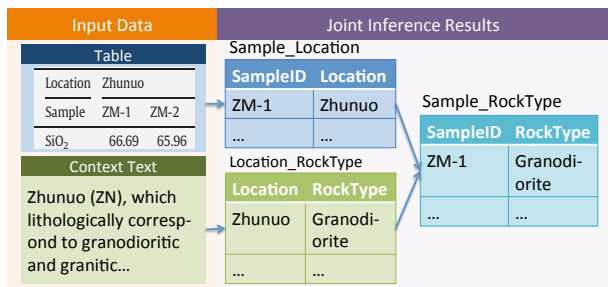 Input Data
Joint Inference Results
Table
Location Zhunuo
Sample ZM-1 ZM-2
SiO₂ 66.69 65.96
Context Text
Zhunuo (ZN), which
lithologically corresp-
ond to granodioritic
and granitic...
Sample_Location
SampleID Location
ZM-1 Zhunuo
... ...
Location_RockType
Location RockType
Zhunuo Granodi-
orite
... ...
Sample_RockType
SampleID RockType
ZM-1 Granodi-
orite
... ...